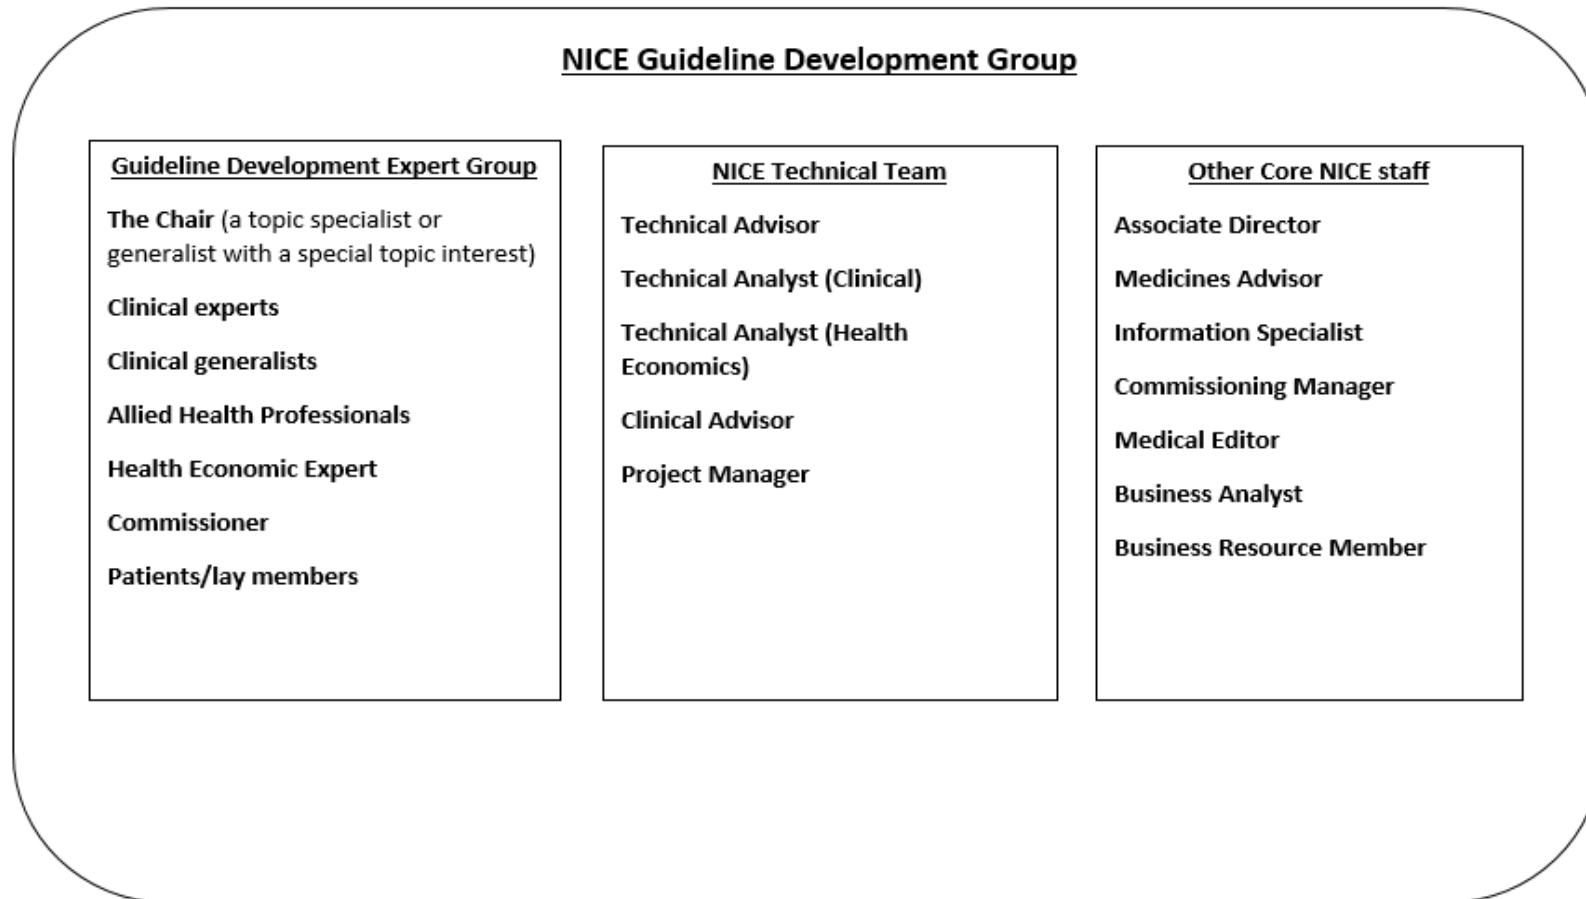 NICE Guideline Development Group
Guideline Development Expert Group
The Chair (a topic specialist or
generalist with a special topic interest)
Clinical experts
Clinical generalists
Allied Health Professionals
Health Economic Expert
Commissioner
Patients/lay members
NICE Technical Team
Technical Advisor
Technical Analyst (Clinical)
Technical Analyst (Health
Economics)
Clinical Advisor
Project Manager
Other Core NICE staff
Associate Director
Medicines Advisor
Information Specialist
Commissioning Manager
Medical Editor
Business Analyst
Business Resource Member